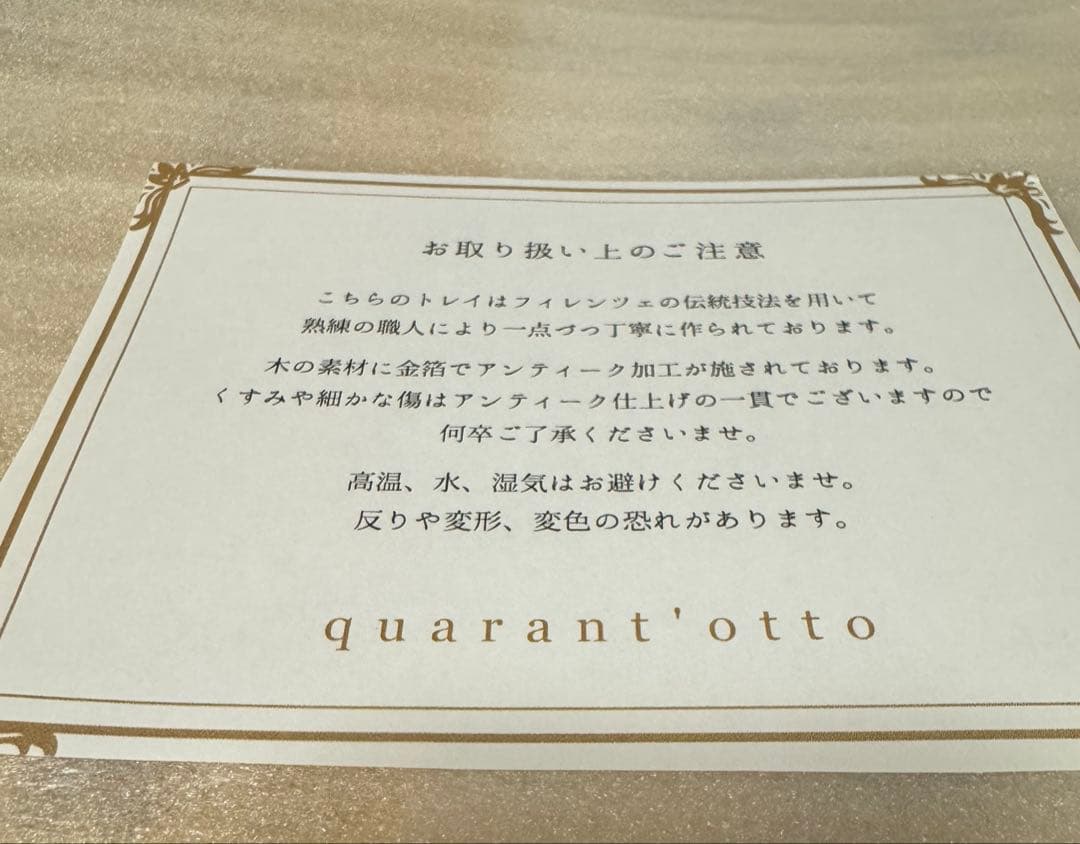 お取り扱い上のご注意
こちらのトレイはフィレンツェの伝統技法を用いて
熟練の職人により一点づつ丁寧に作られております。
木の素材に金箔でアンティーク加工が施されております。
くすみや細かな傷はアンティーク仕上げの一貫でございますので
何卒ご了承くださいませ。
高温、水、湿気はお避けくださいませ。
反りや変形、変色の恐れがあります。
quarant'otto